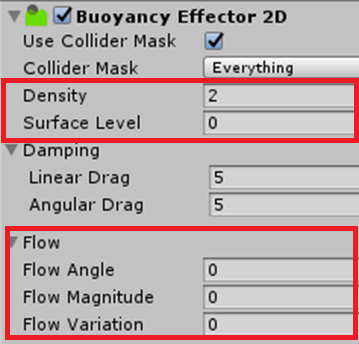 Buoyancy Effector 2D
Use Collider Mask
Collider Mask Everything
Density 2
Surface Level 0
Damping
Linear Drag 5
Angular Drag 5
Flow
Flow Angle 0
Flow Magnitude 0
Flow Variation 0